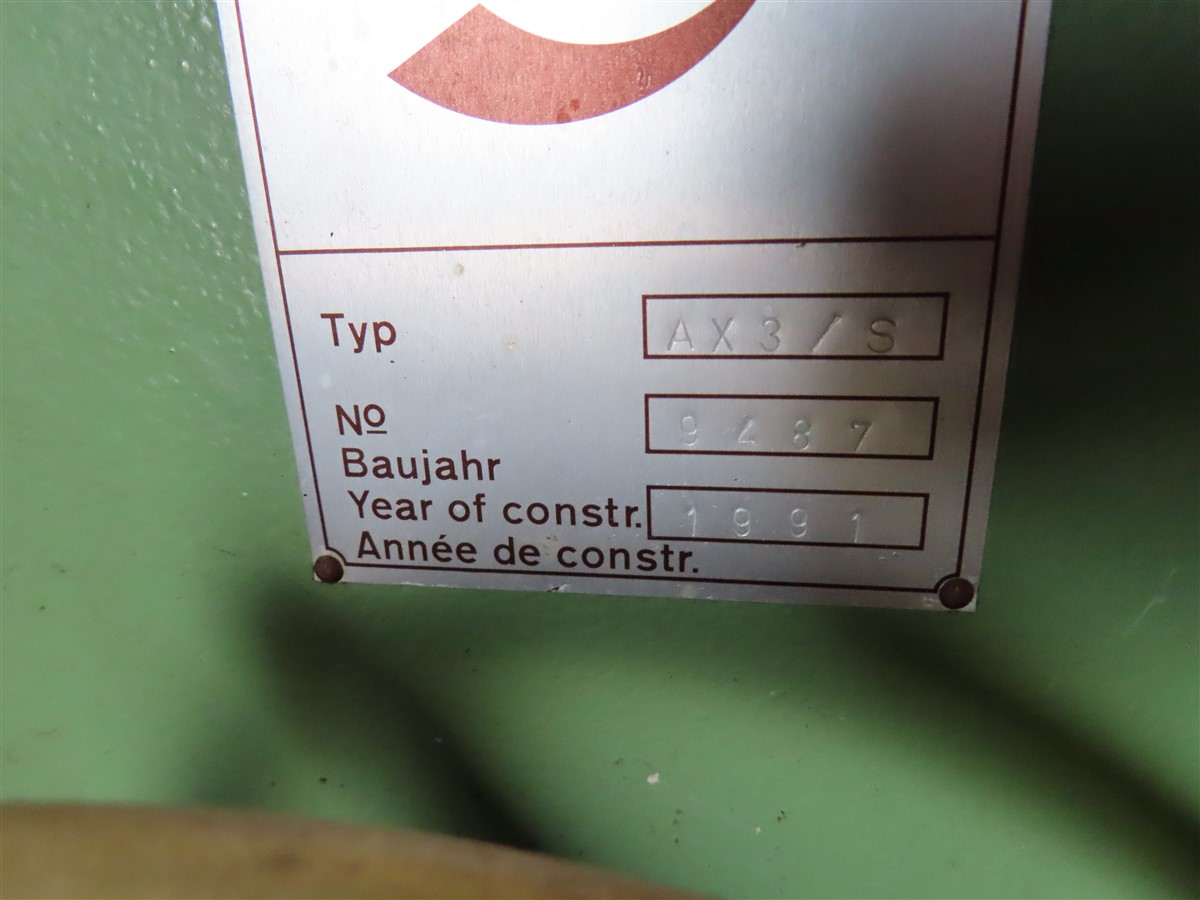 Typ AX3/S
Nº 9487
Baujahr
Year of constr. 1991
Année de constr.